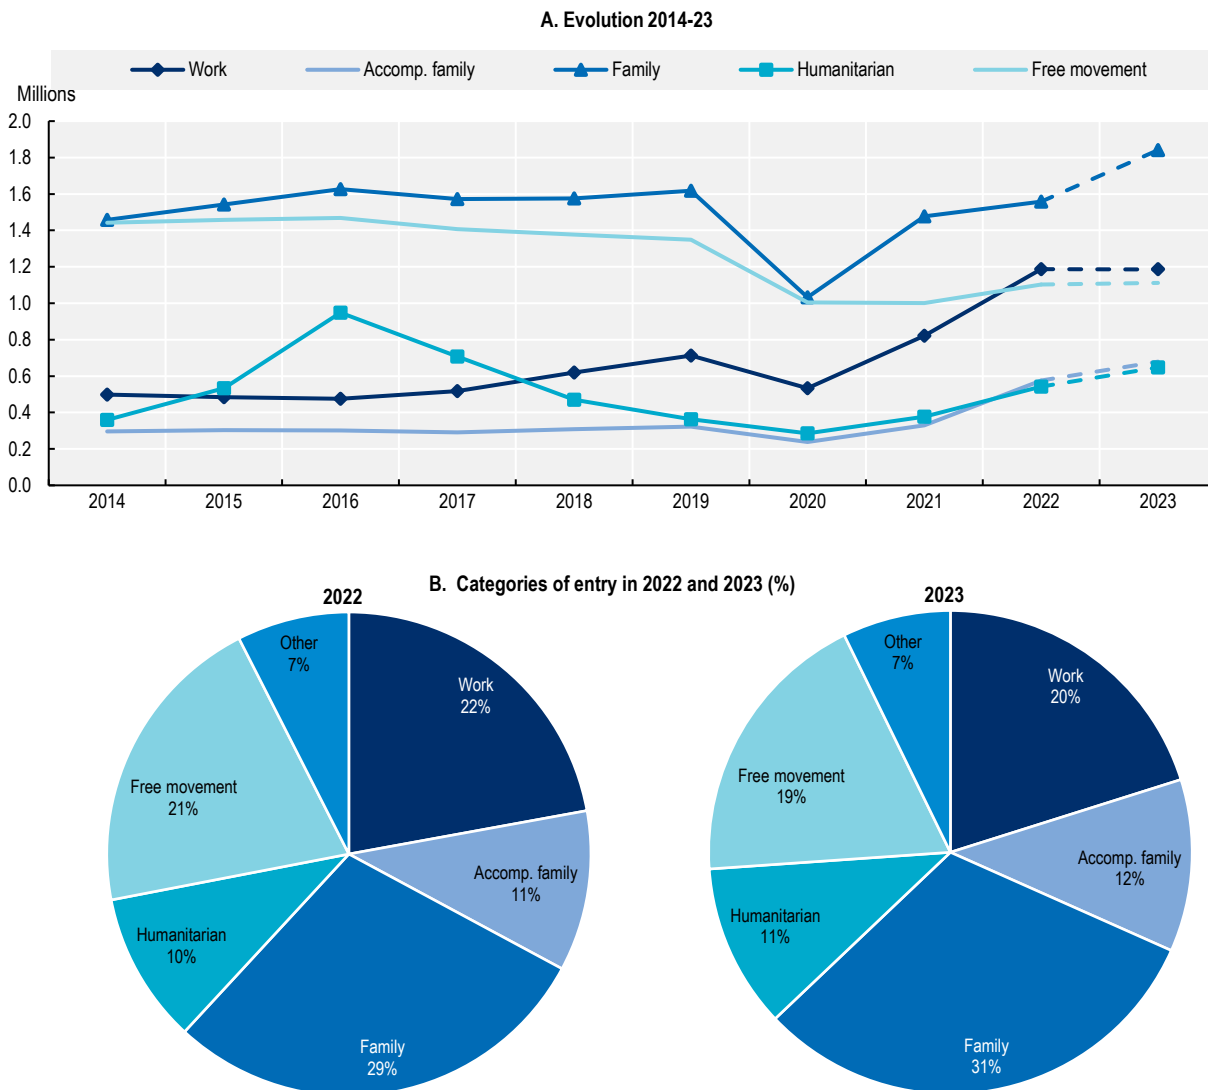 A. Evolution 2014-23
Work Accomp. family Family Humanitarian Free movement
Millions
2.0
1.8
1.6
1.4
1.2
1.0
0.8
0.6
0.4
0.2
0.0
2014 2015 2016 2017 2018 2019 2020 2021 2022 2023
B. Categories of entry in 2022 and 2023 (%)
2022
Other
7%
Work
22%
Free movement
21%
Accomp. family
11%
Humanitarian
10%
Family
29%
2023
Other
7%
Work
20%
Free movement
19%
Accomp. family
12%
Humanitarian
11%
Family
31%